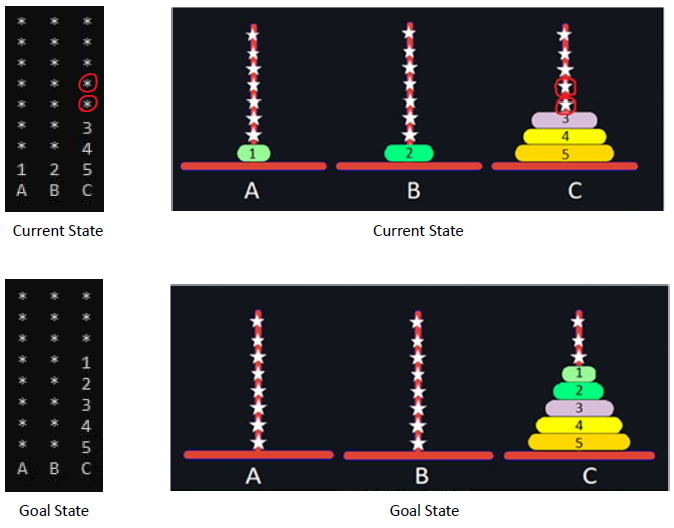 * * *
* * *
* * *
* * *
* * *
* * 3
* * 4
1 2 5
A B C
Current State
1 2 3
4
5
A B C
Current State
* * *
* * *
* * *
* * 1
* * 2
* * 3
* * 4
* * 5
A B C
Goal State
1
2
3
4
5
A B C
Goal State